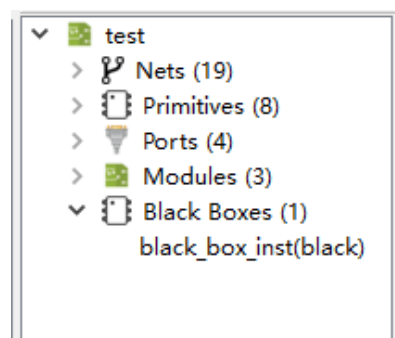 test
Nets (19)
Primitives (8)
Ports (4)
Modules (3)
Black Boxes (1)
black_box_inst(black)